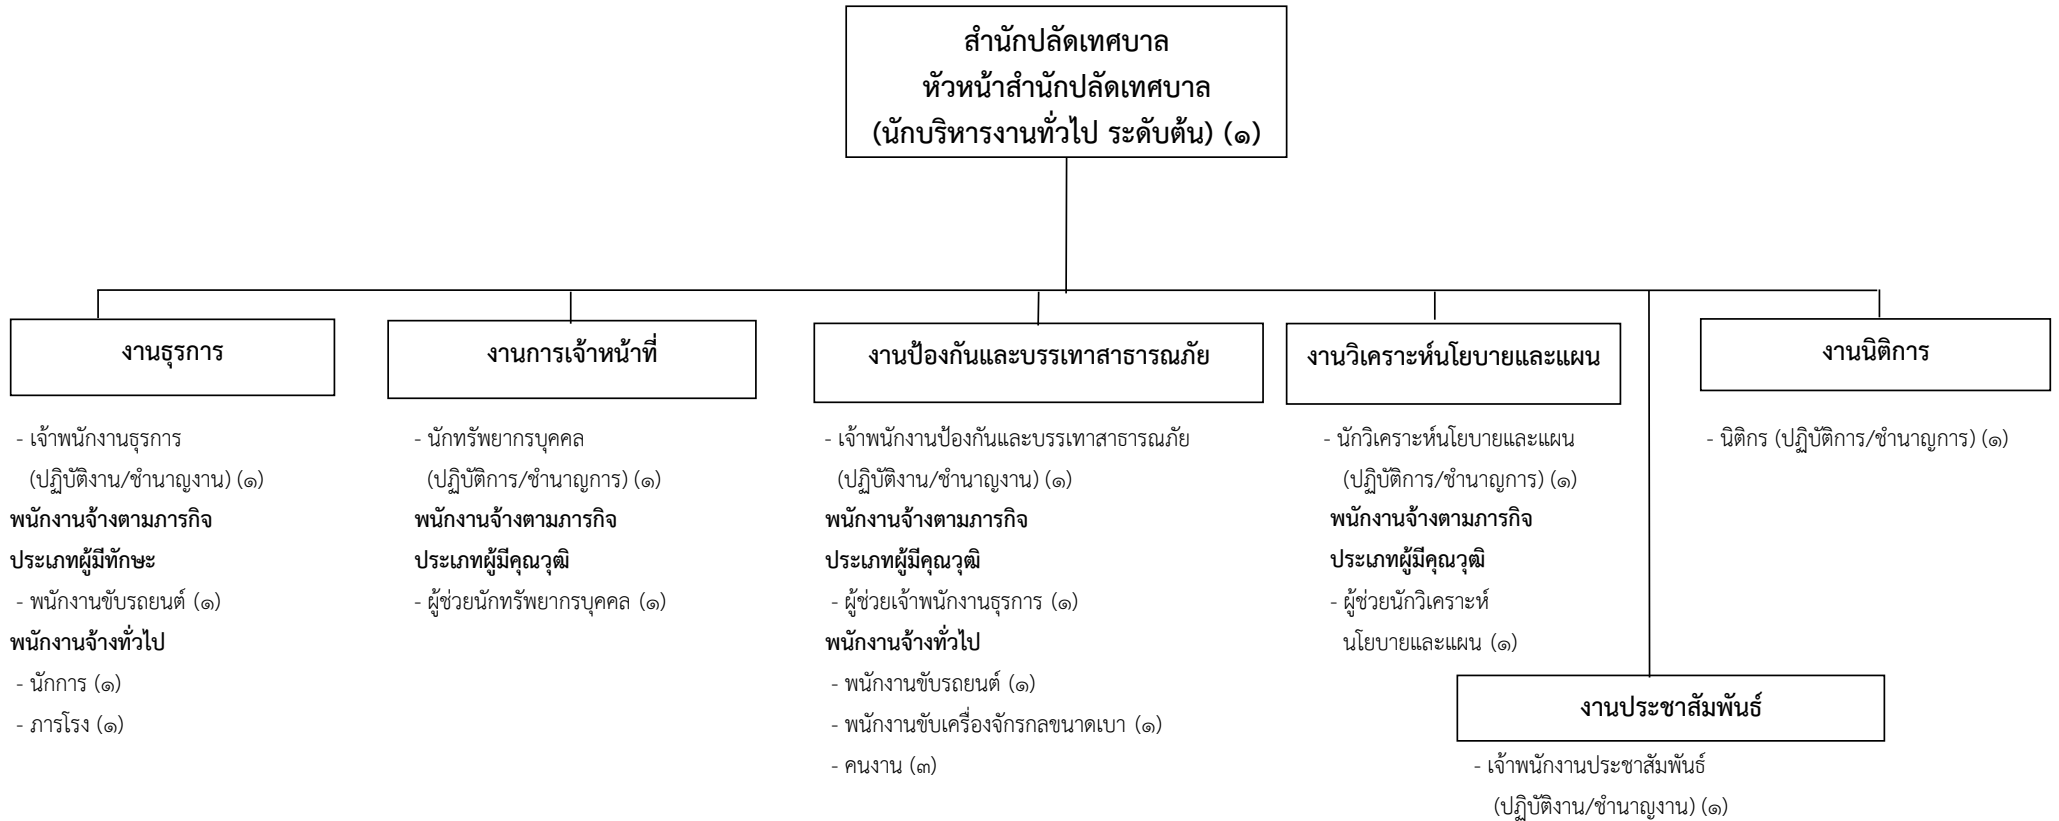 สำนักปลัดเทศบาล
หัวหน้าสำนักปลัดเทศบาล
(นักบริหารงานทั่วไป ระดับต้น) (๑)
งานธุรการ
- เจ้าพนักงานธุรการ
(ปฏิบัติงาน/ชำนาญงาน) (๑)
พนักงานจ้างตามภารกิจ
ประเภทผู้มีทักษะ
- พนักงานขับรถยนต์ (๑)
พนักงานจ้างทั่วไป
- นักการ (๑)
- ภารโรง (๑)
งานการเจ้าหน้าที่
- นักทรัพยากรบุคคล
(ปฏิบัติการ/ชำนาญการ) (๑)
พนักงานจ้างตามภารกิจ
ประเภทผู้มีคุณวุฒิ
- ผู้ช่วยนักทรัพยากรบุคคล (๑)
งานป้องกันและบรรเทาสาธารณภัย
- เจ้าพนักงานป้องกันและบรรเทาสาธารณภัย
(ปฏิบัติงาน/ชำนาญงาน) (๑)
พนักงานจ้างตามภารกิจ
ประเภทผู้มีคุณวุฒิ
- ผู้ช่วยเจ้าพนักงานธุรการ (๑)
พนักงานจ้างทั่วไป
- พนักงานขับรถยนต์ (๑)
- พนักงานขับเครื่องจักรกลขนาดเบา (๑)
- คนงาน (๓)
งานวิเคราะห์นโยบายและแผน
- นักวิเคราะห์นโยบายและแผน
(ปฏิบัติการ/ชำนาญการ) (๑)
พนักงานจ้างตามภารกิจ
ประเภทผู้มีคุณวุฒิ
- ผู้ช่วยนักวิเคราะห์
นโยบายและแผน (๑)
งานนิติการ
- นิติกร (ปฏิบัติการ/ชำนาญการ) (๑)
งานประชาสัมพันธ์
- เจ้าพนักงานประชาสัมพันธ์
(ปฏิบัติงาน/ชำนาญงาน) (๑)